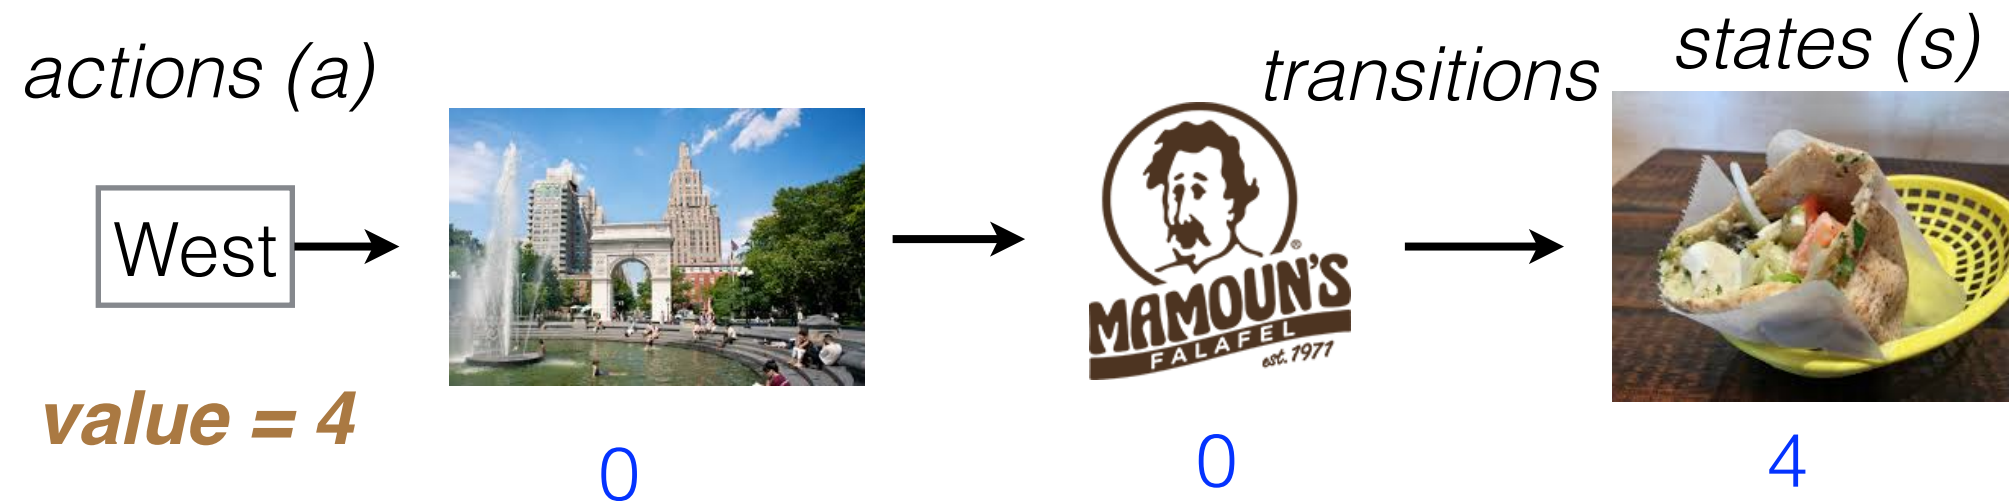 actions (a)
transitions
states (s)
West
MAMOUN'S
FALAFEL
est. 1971
®
value = 4
0
0
4